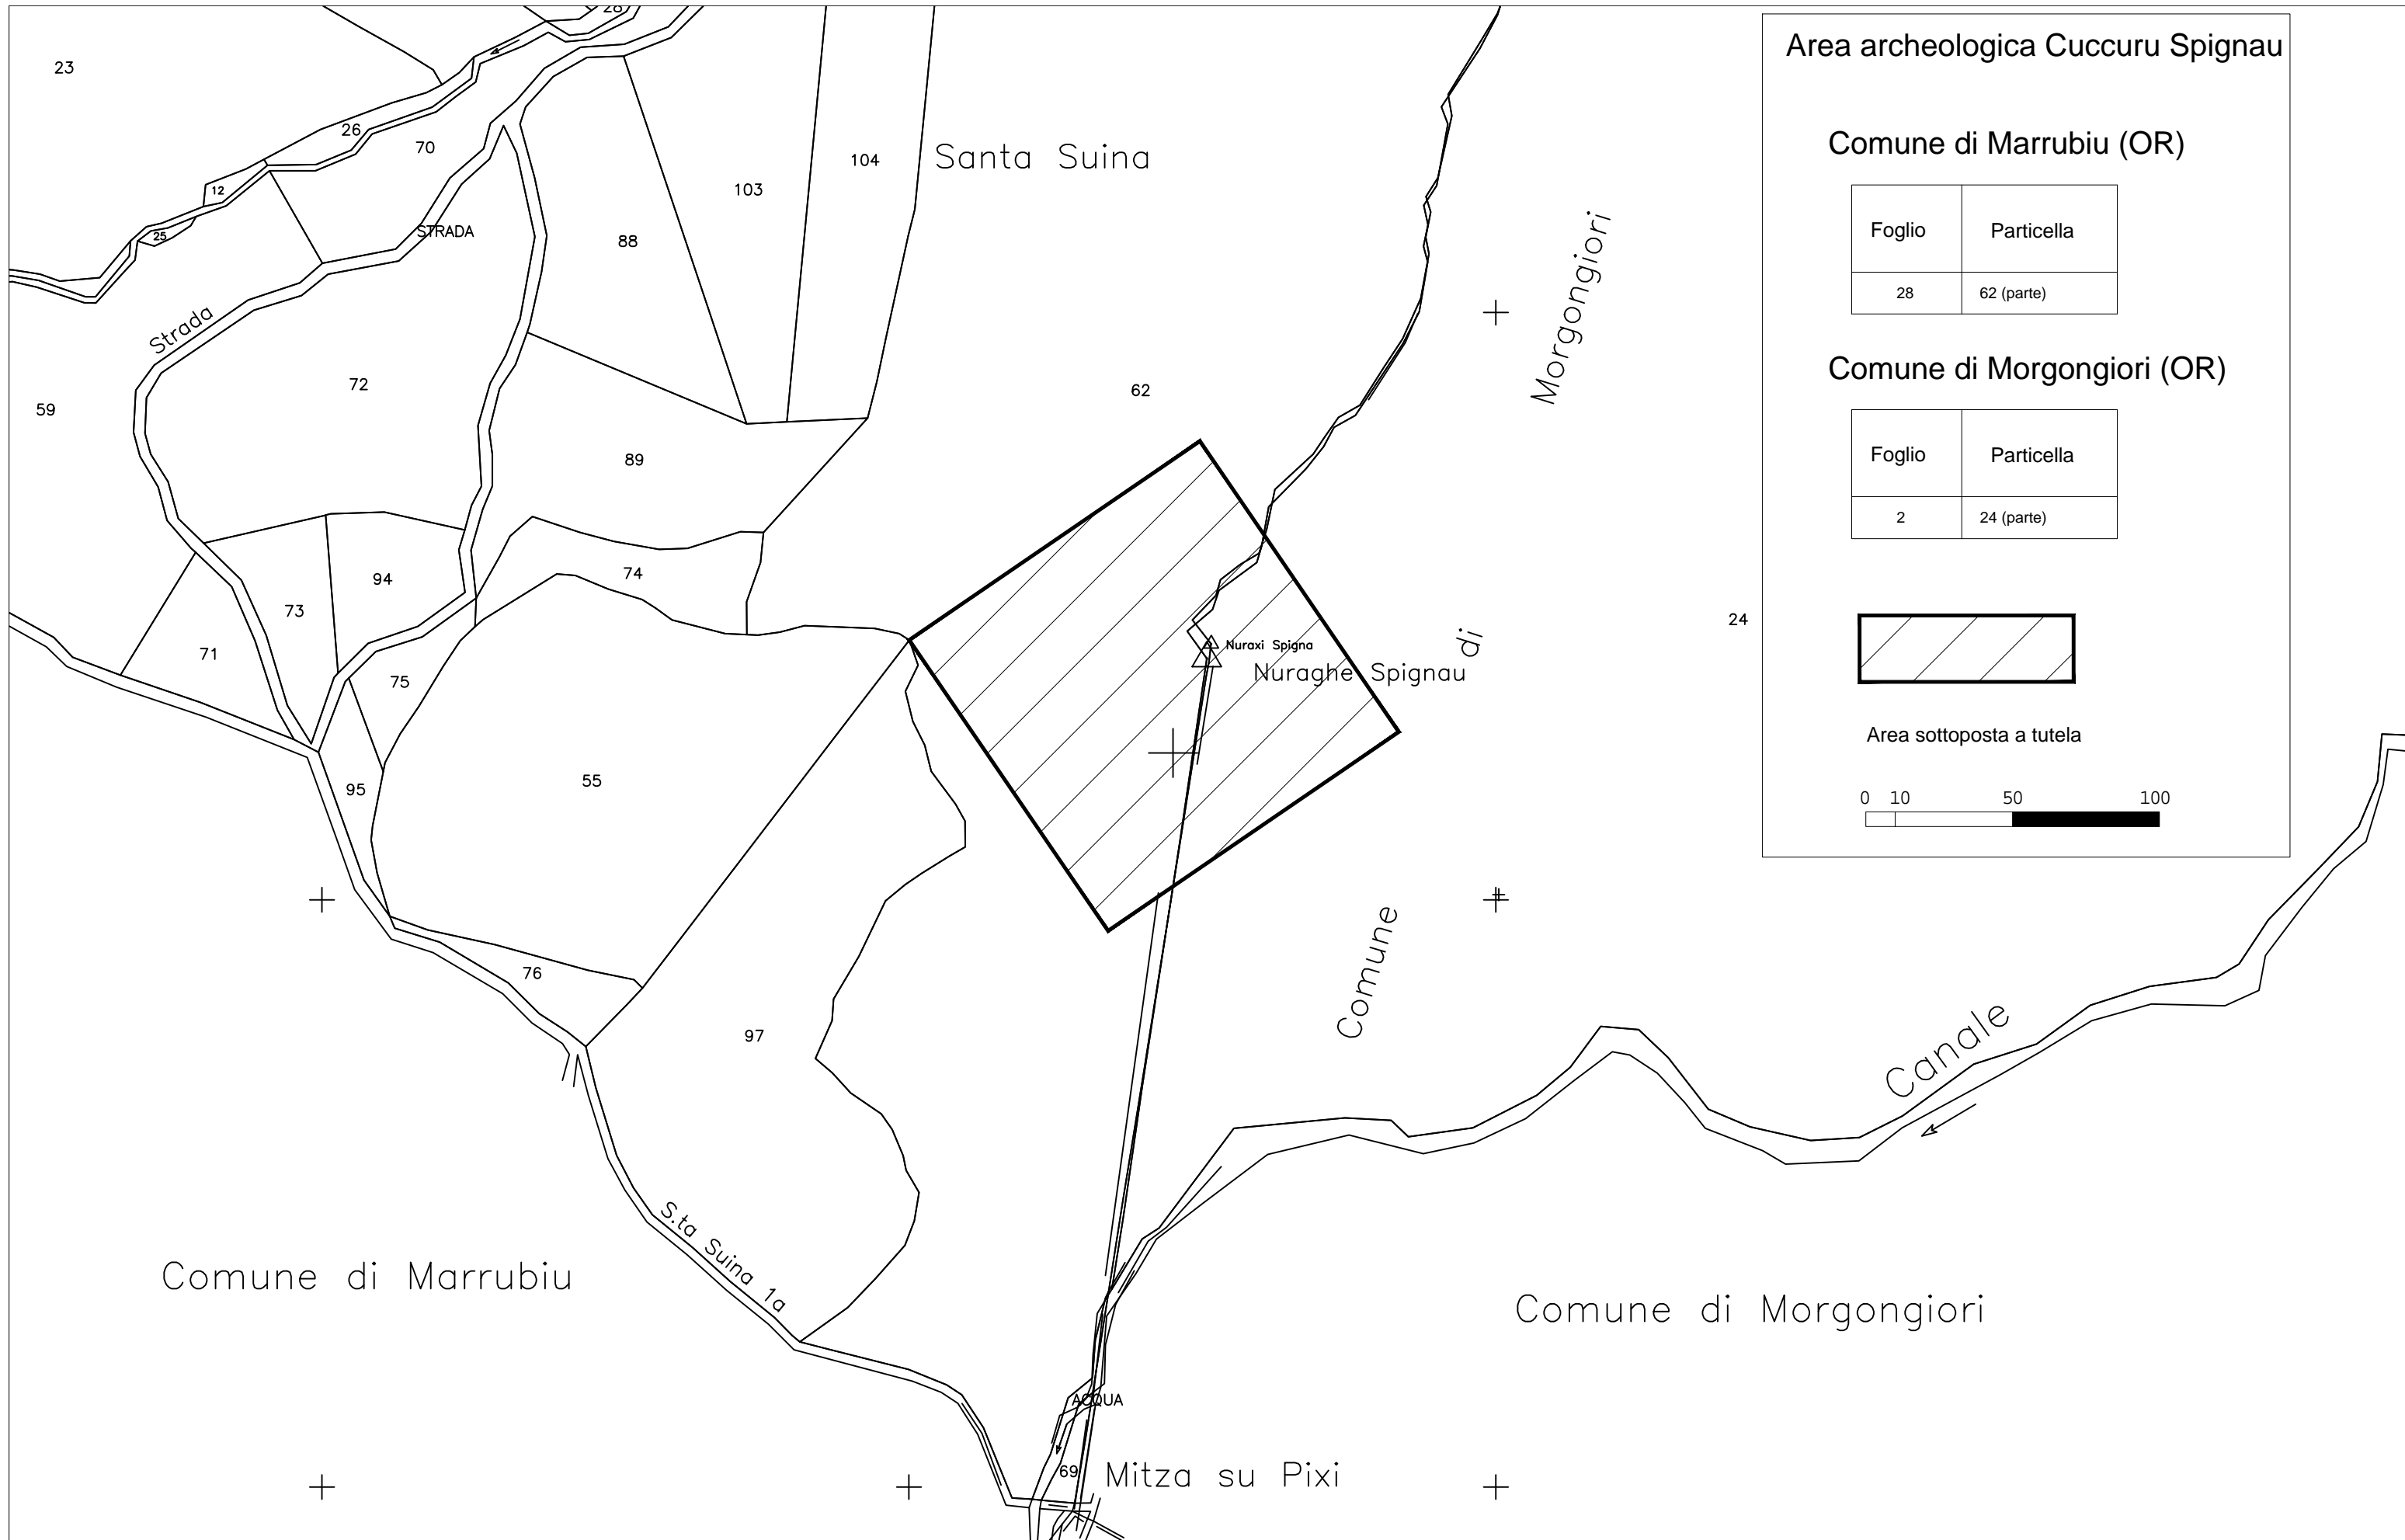 28
23
26
70
12
25
STRADA
88
103
104
Santa Suina
Strada
72
59
62
89
74
94
73
71
75
95
55
76
97
Nuraxi Spigna
Nuraghe Spignau
Comune di Morgongiori
24
Canale
S.ta Suina 1a
Comune di Marrubiu
Comune di Morgongiori
ACQUA
69
Mitza su Pixi
Area archeologica Cuccuru Spignau
Comune di Marrubiu (OR)
Foglio Particella
28 62 (parte)
Comune di Morgongiori (OR)
Foglio Particella
2 24 (parte)
Area sottoposta a tutela
0 10 50 100